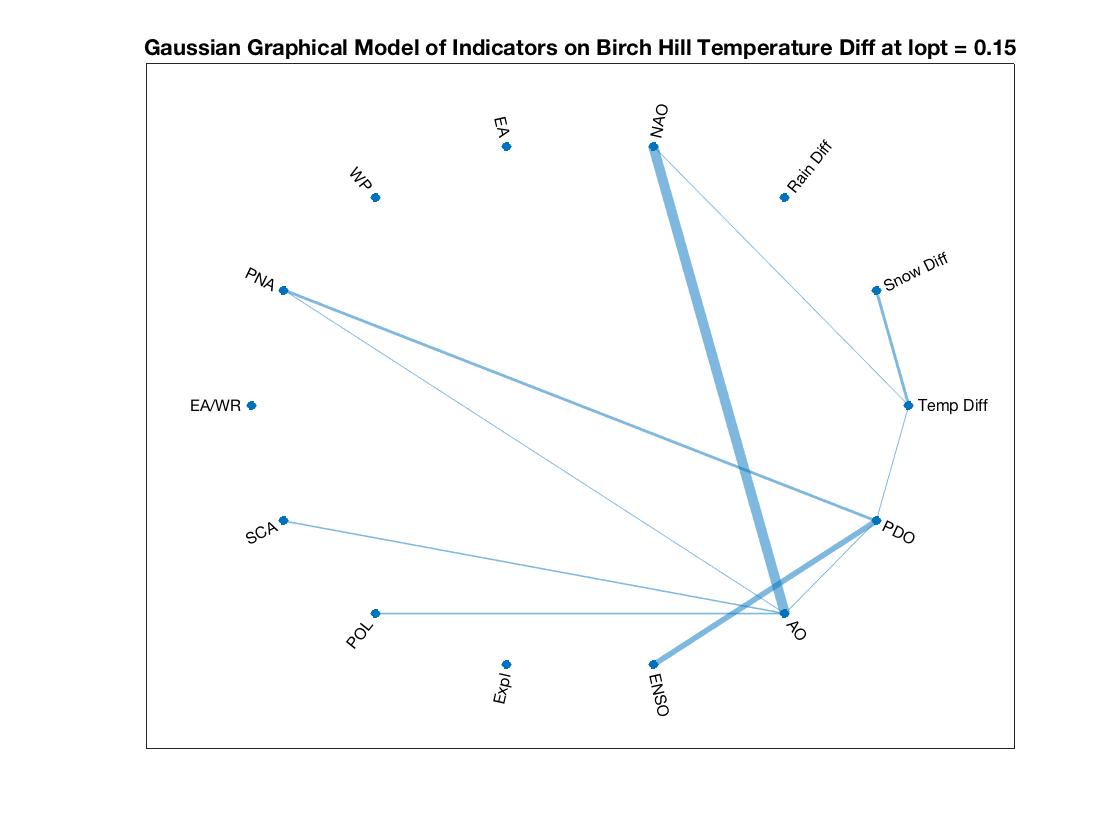 Gaussian Graphical Model of Indicators on Birch Hill Temperature Diff at lopt = 0.15
NAO
EA
Rain Diff
WP
Snow Diff
PNA
EA/WR
Temp Diff
SCA
PDO
POL
AO
Expl
ENSO